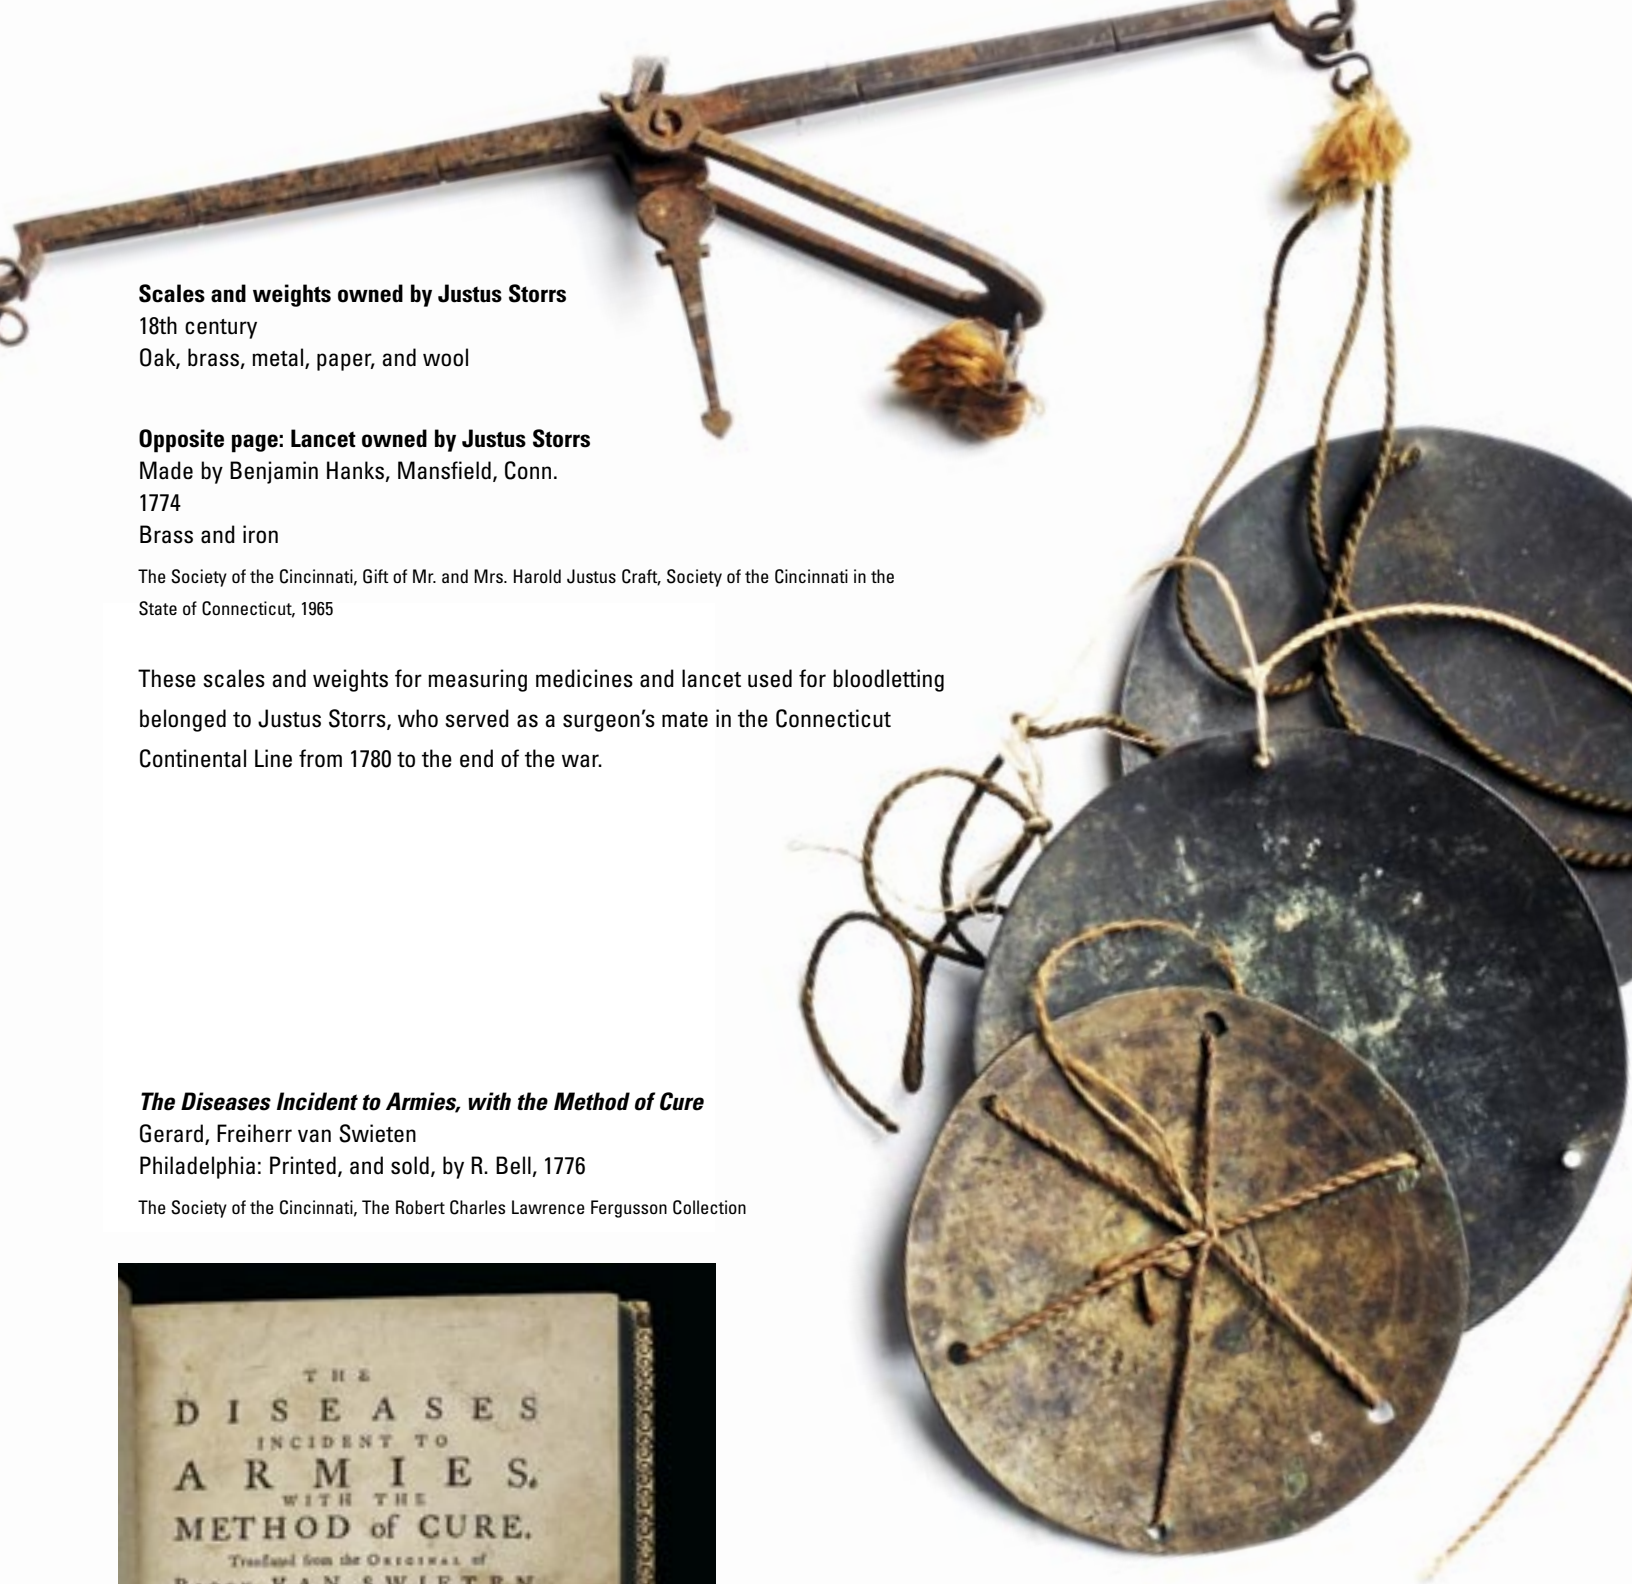 Scales and weights owned by Justus Storrs
18th century
Oak, brass, metal, paper, and wool
Opposite page: Lancet owned by Justus Storrs
Made by Benjamin Hanks, Mansfield, Conn.
1774
Brass and iron
The Society of the Cincinnati, Gift of Mr. and Mrs. Harold Justus Craft, Society of the Cincinnati in the
State of Connecticut, 1965
These scales and weights for measuring medicines and lancet used for bloodletting
belonged to Justus Storrs, who served as a surgeon’s mate in the Connecticut
Continental Line from 1780 to the end of the war.
The Diseases Incident to Armies, with the Method of Cure
Gerard, Freiherr van Swieten
Philadelphia: Printed, and sold, by R. Bell, 1776
The Society of the Cincinnati, The Robert Charles Lawrence Fergusson Collection
THE
DISEASES
INCIDENT TO
ARMIES.
WITH THE
METHOD of CURE.
Translated from the ORIGINAL of
VAN SWIETEN